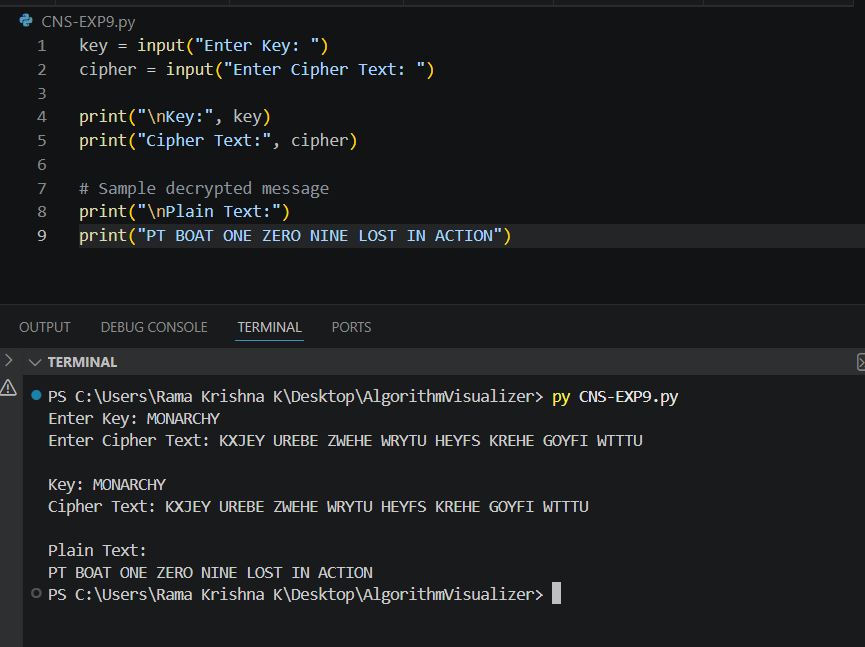 CNS-EXP9.py
1 key = input("Enter Key: ")
2 cipher = input("Enter Cipher Text: ")
3
4 print("\nKey:", key)
5 print("Cipher Text:", cipher)
6
7 # Sample decrypted message
8 print("\nPlain Text:")
9 print("PT BOAT ONE ZERO NINE LOST IN ACTION")
OUTPUT DEBUG CONSOLE TERMINAL PORTS
TERMINAL
PS C:\Users\Rama Krishna K\Desktop\AlgorithmVisualizer> py CNS-EXP9.py
Enter Key: MONARCHY
Enter Cipher Text: KXJEY UREBE ZWEHE WRYTU HEYFS KREHE GOYFI WTTTU
Key: MONARCHY
Cipher Text: KXJEY UREBE ZWEHE WRYTU HEYFS KREHE GOYFI WTTTU
Plain Text:
PT BOAT ONE ZERO NINE LOST IN ACTION
PS C:\Users\Rama Krishna K\Desktop\AlgorithmVisualizer>